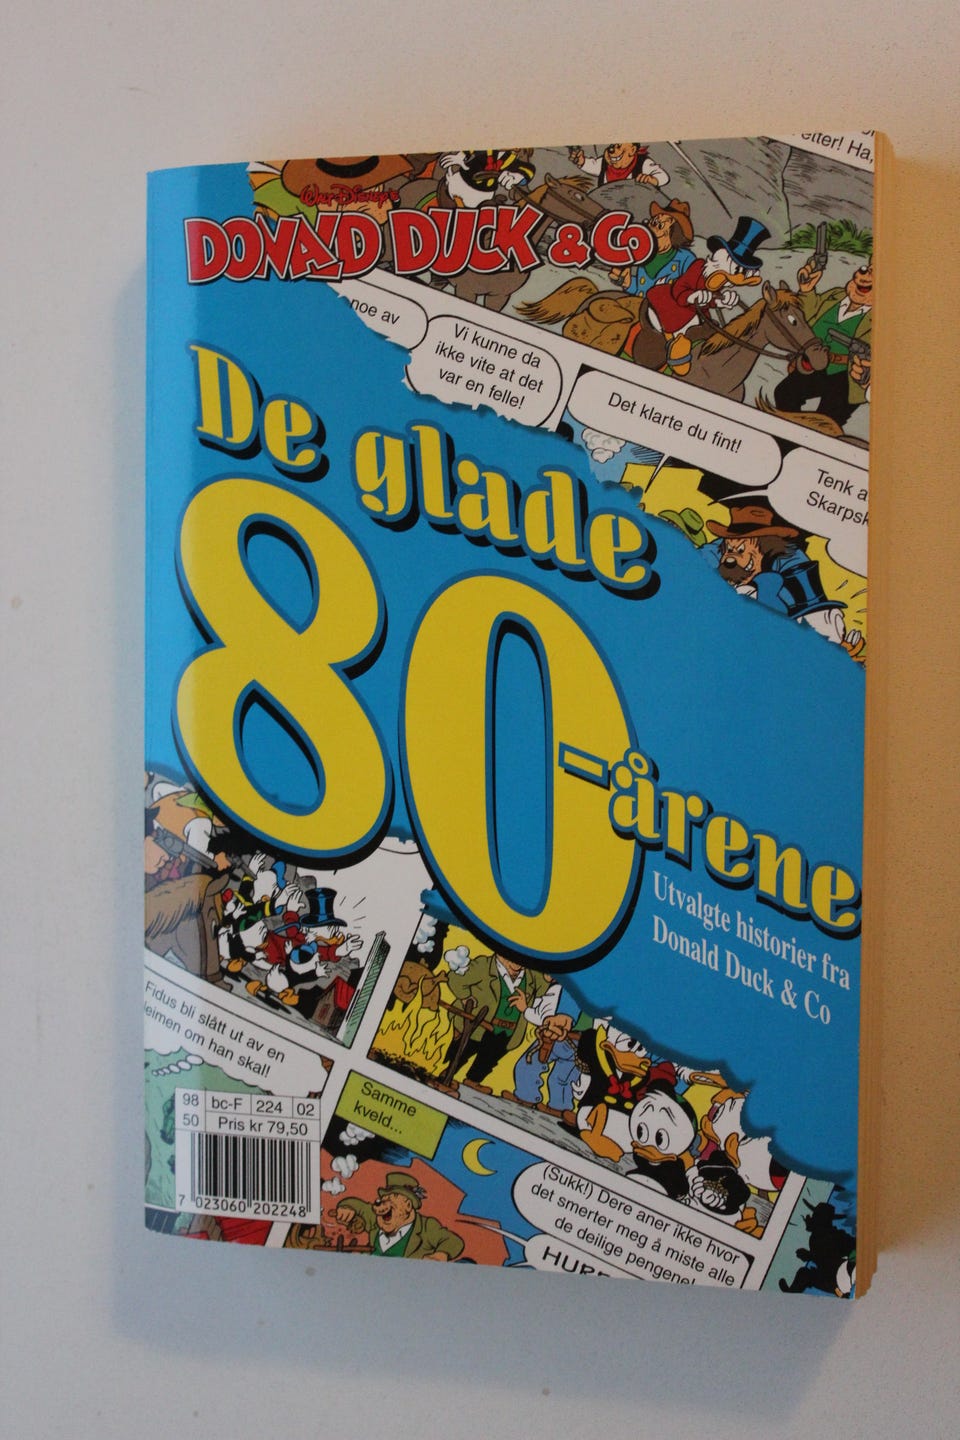 etter! Ha,
Walt Disney's
DONALD DUCK & Co
noe av
Vi kunne da
ikke vite at det
var en felle!
Det klarte du fint!
Tenk a
Skarpsk
De glade
80-årene
Utvalgte historier fra
Donald Duck & Co
Fidus bli slått ut av en
leimen om han skal!
Samme
kveld...
(Sukk!) Dere aner ikke hvor
det smerter meg å miste alle
de deilige pengene!
98 bc-F 224 02
50 Pris kr 79,50
7 023060 202248